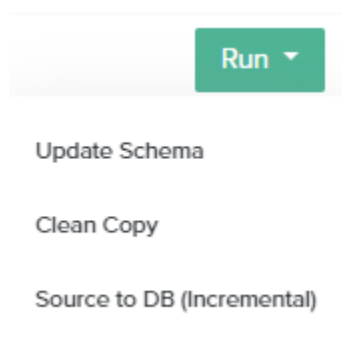 Run
Update Schema
Clean Copy
Source to DB (Incremental)